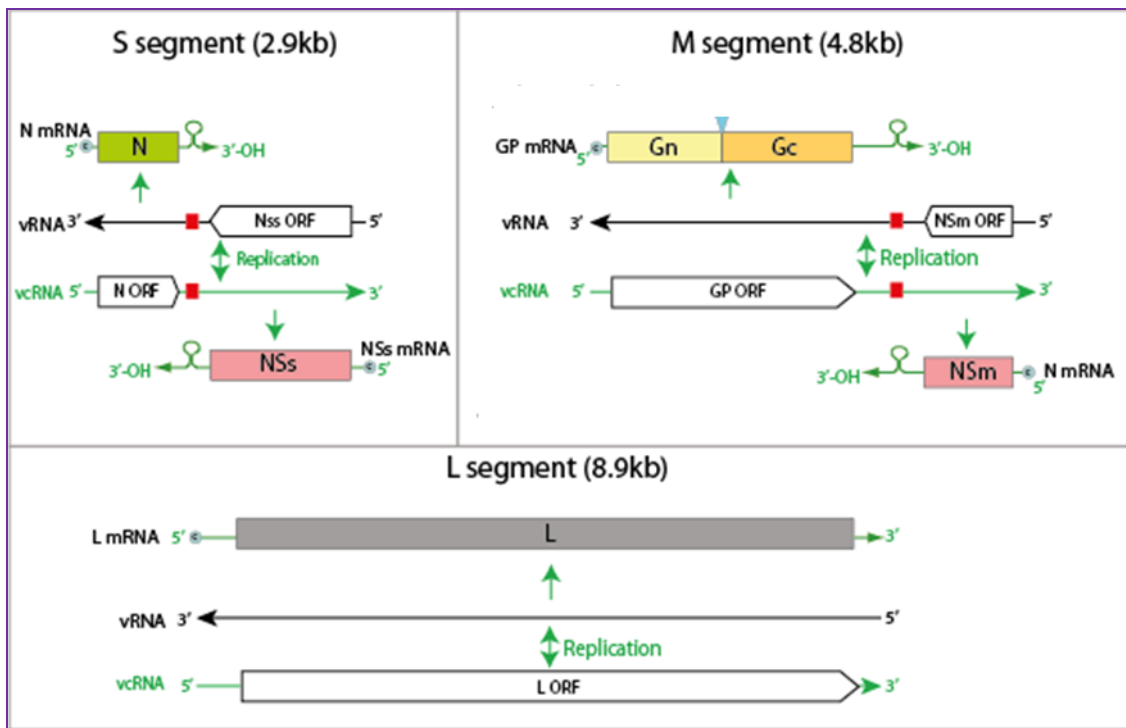 S segment (2.9kb)
N mRNA
5′ c N 3′-OH
vRNA 3′ Nss ORF 5′
Replication
vcRNA 5′ N ORF 3′
NSs mRNA
3′-OH NSs c 5′
M segment (4.8kb)
GP mRNA c 5′ Gn Gc 3′-OH
vRNA 3′ NSm ORF 5′
Replication
vcRNA 5′ GP ORF 3′
3′-OH NSm c 5′ N mRNA
L segment (8.9kb)
L mRNA 5′ c L 3′
vRNA 3′ 5′
Replication
vcRNA 5′ L ORF 3′